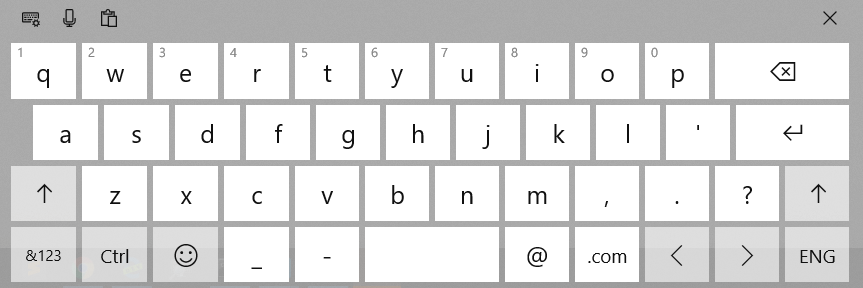 1 2 3 4 5 6 7 8 9 0
q w e r t y u i o p
a s d f g h j k l '
z x c v b n m , . ?
&123 Ctrl _ - @ .com < > ENG